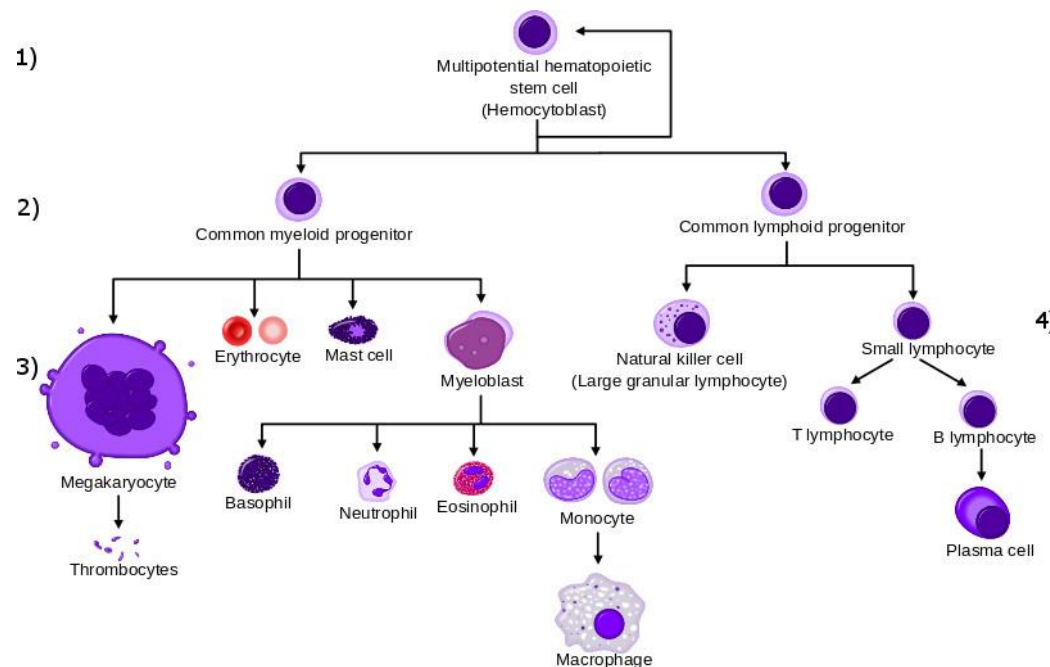 1)
Multipotential hematopoietic
stem cell
(Hemocytoblast)
2)
Common myeloid progenitor
Common lymphoid progenitor
3)
Erythrocyte
Mast cell
Myeloblast
Natural killer cell
(Large granular lymphocyte)
Small lymphocyte
4)
T lymphocyte
B lymphocyte
Megakaryocyte
Basophil
Neutrophil
Eosinophil
Monocyte
Plasma cell
Thrombocytes
Macrophage